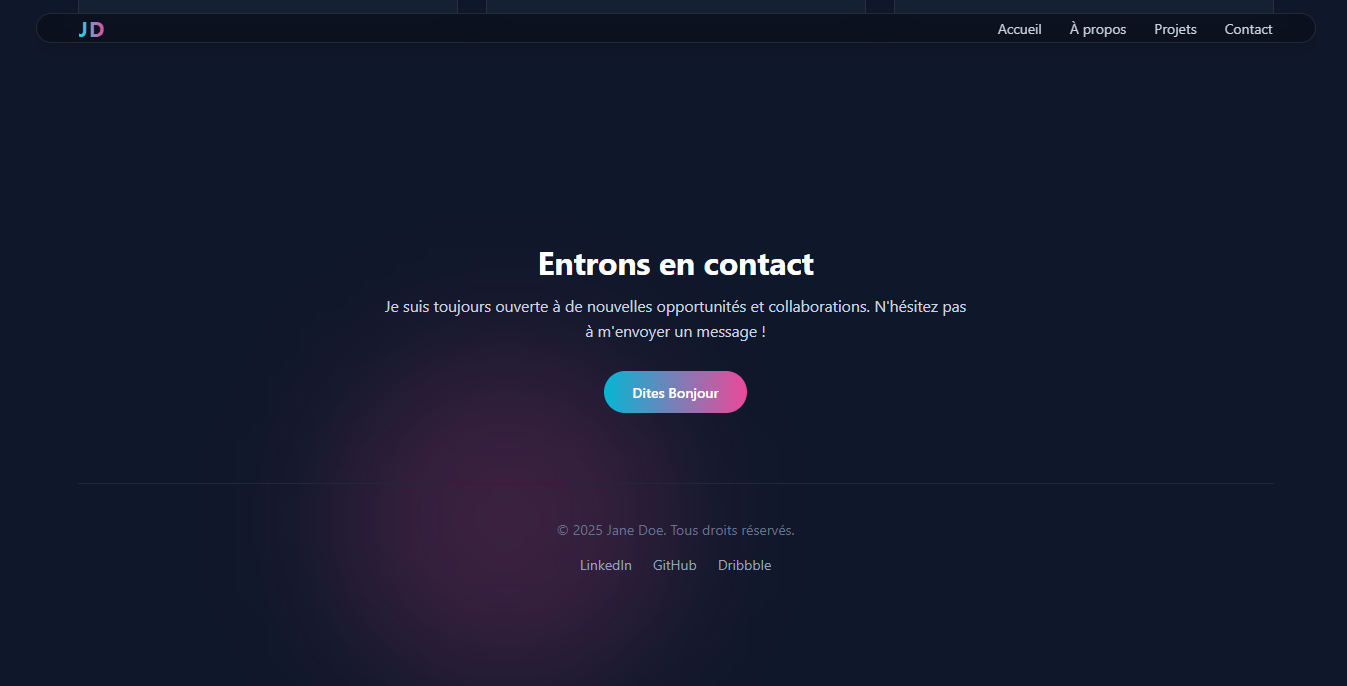 JD
Accueil À propos Projets Contact
Entrons en contact
Je suis toujours ouverte à de nouvelles opportunités et collaborations. N'hésitez pas
à m'envoyer un message !
Dites Bonjour
© 2025 Jane Doe. Tous droits réservés.
LinkedIn GitHub Dribbble